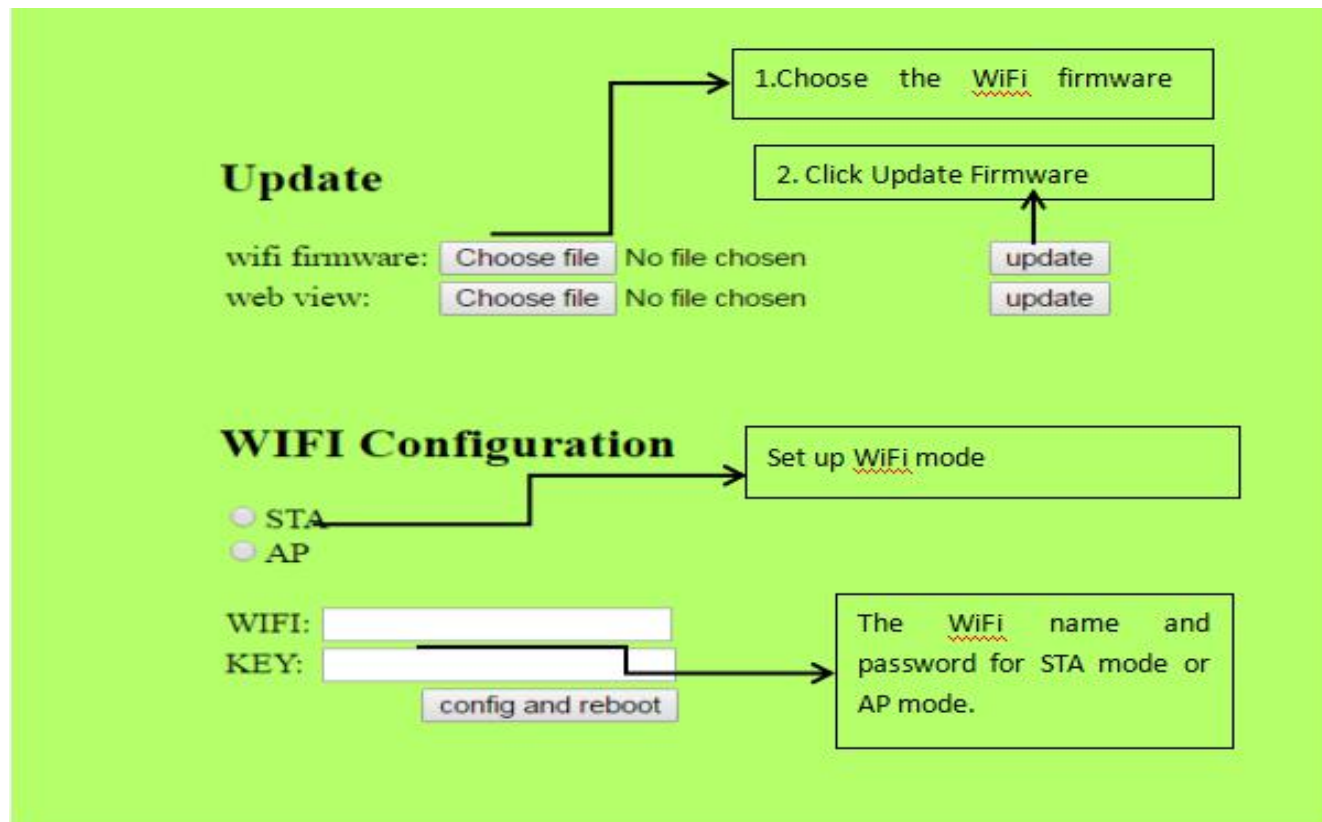 1.Choose the WiFi firmware
2. Click Update Firmware
Update
wifi firmware: Choose file No file chosen update
web view: Choose file No file chosen update
WIFI Configuration
Set up WiFi mode
STA
AP
WIFI:
KEY:
config and reboot
The WiFi name and
password for STA mode or
AP mode.